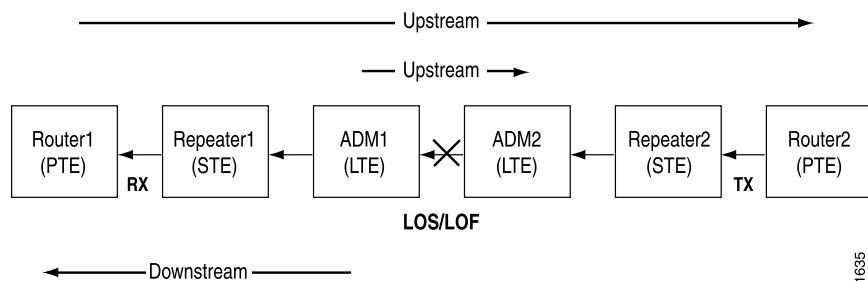 Upstream
Upstream
Router1
(PTE)
Repeater1
(STE)
ADM1
(LTE)
ADM2
(LTE)
Repeater2
(STE)
Router2
(PTE)
RX
TX
LOS/LOF
Downstream
1635